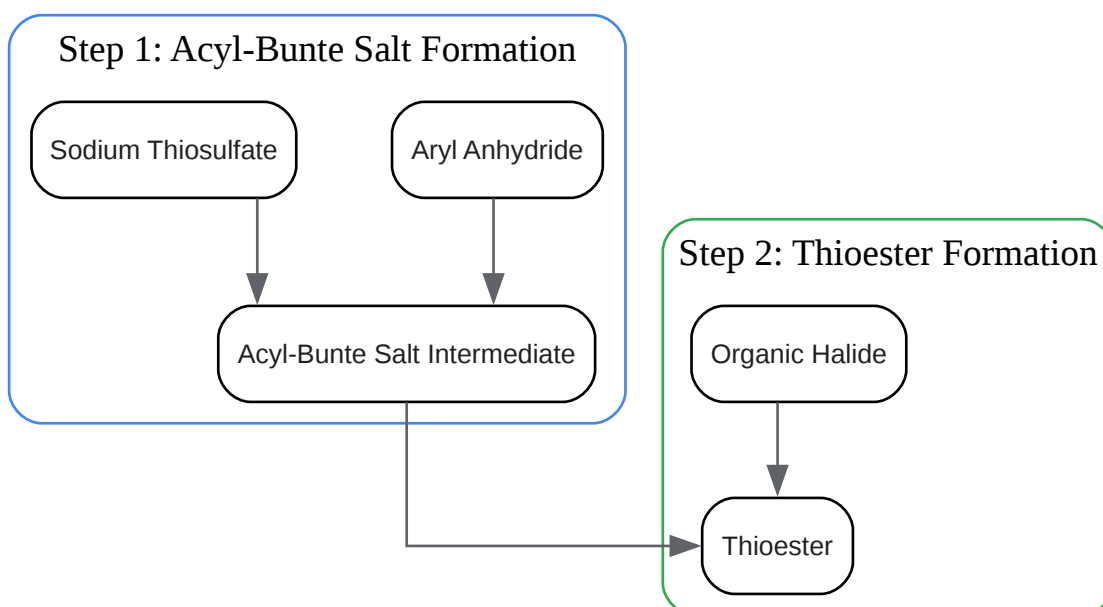 Step 1: Acyl-Bunte Salt Formation
Sodium Thiosulfate
Aryl Anhydride
Acyl-Bunte Salt Intermediate
Step 2: Thioester Formation
Organic Halide
Thioester